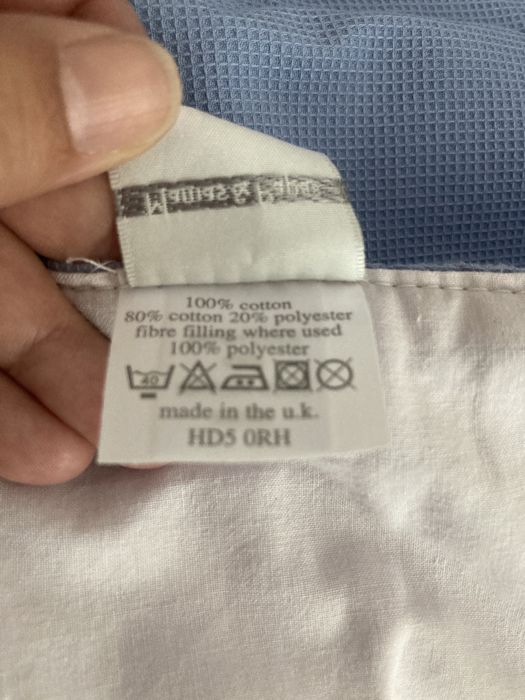 100% cotton
80% cotton 20% polyester
fibre filling where used
100% polyester
40
made in the u.k.
HD5 0RH